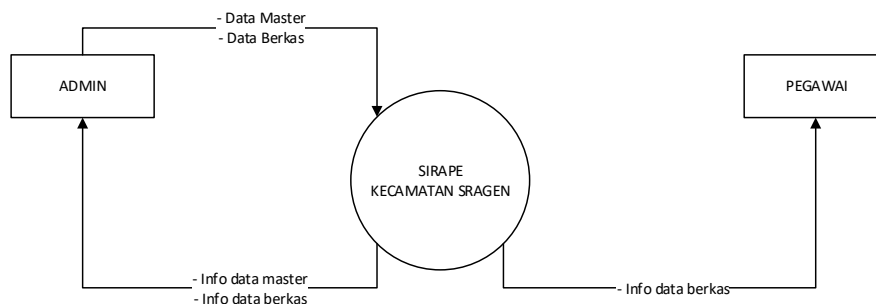 - Data Master
- Data Berkas
ADMIN
PEGAWAI
SIRAPE
KECAMATAN SRAGEN
- Info data master
- Info data berkas
- Info data berkas